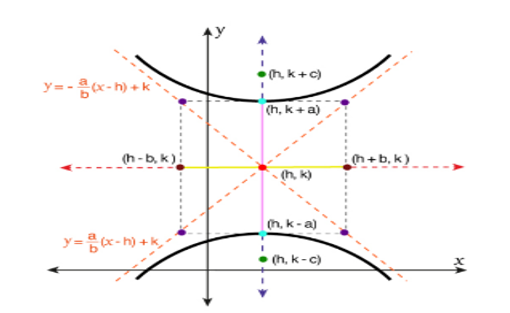 y
(h, k + c)
y = - a/b (x - h) + k
(h, k + a)
(h - b, k )
(h + b, k )
(h, k)
(h, k - a)
y = a/b (x - h) + k
(h, k - c)
x